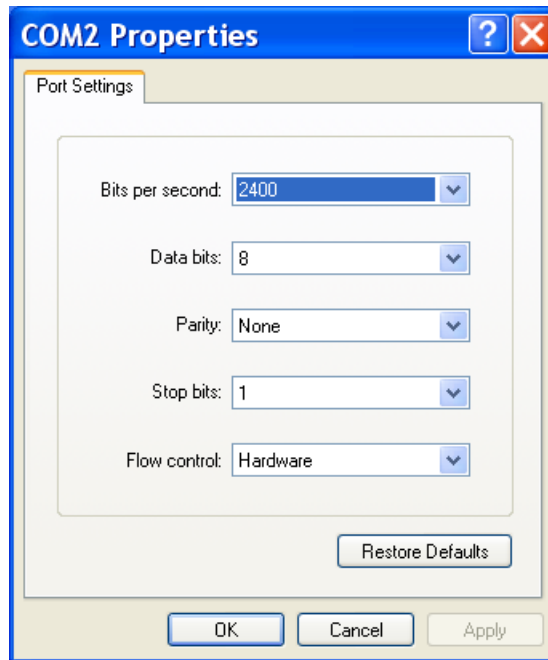 COM2 Properties
Port Settings
Bits per second: 2400
Data bits: 8
Parity: None
Stop bits: 1
Flow control: Hardware
Restore Defaults
OK Cancel Apply